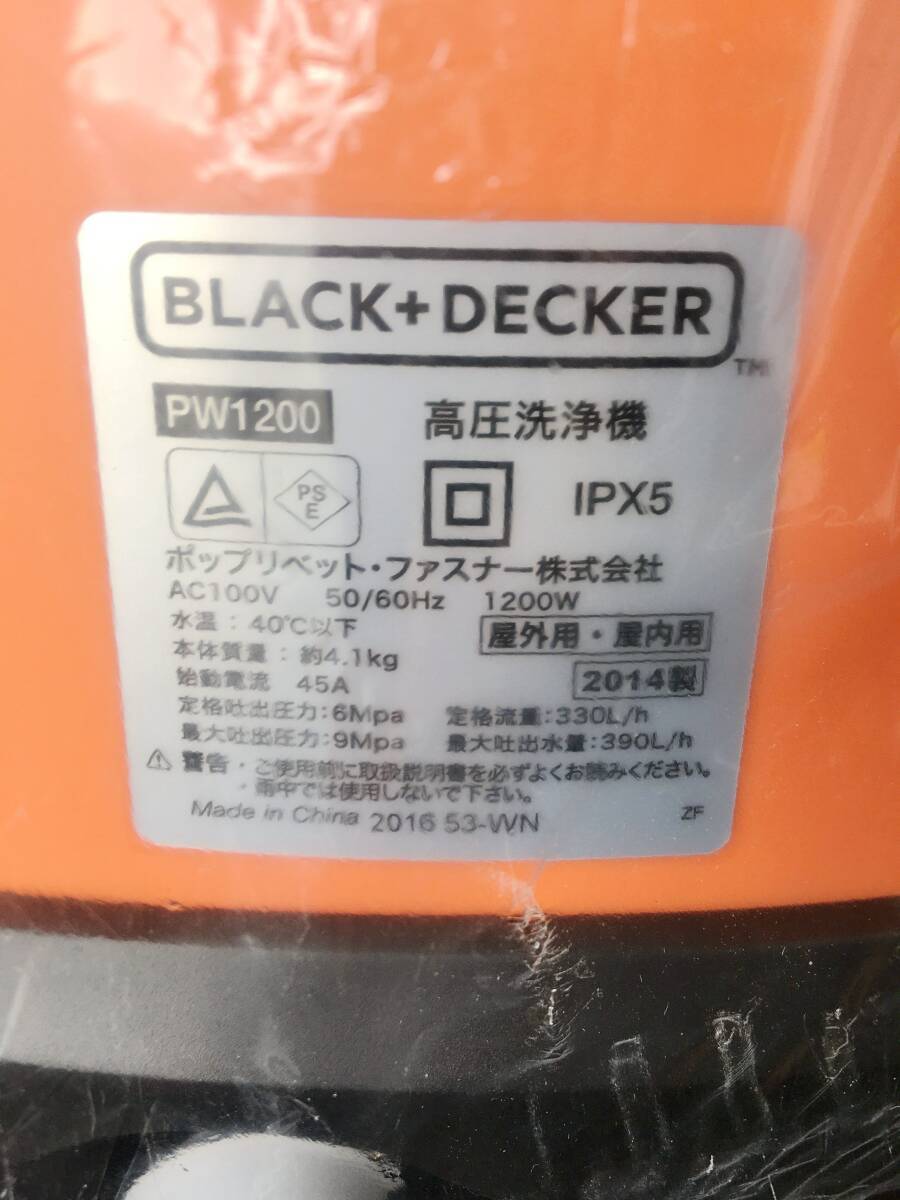 BLACK+DECKER
TM
PW1200 高圧洗浄機
PS
E
IPX5
ポップリベット・ファスナー株式会社
AC100V 50/60Hz 1200W
水温：40℃以下 屋外用・屋内用
本体質量：約4.1kg
始動電流 45A 2014製
定格吐出圧力:6Mpa 定格流量:330L/h
最大吐出圧力:9Mpa 最大吐出水量:390L/h
⚠ 警告・ご使用前に取扱説明書を必ずよくお読みください。
・雨中では使用しないで下さい。
Made in China 2016 53-WN ZF